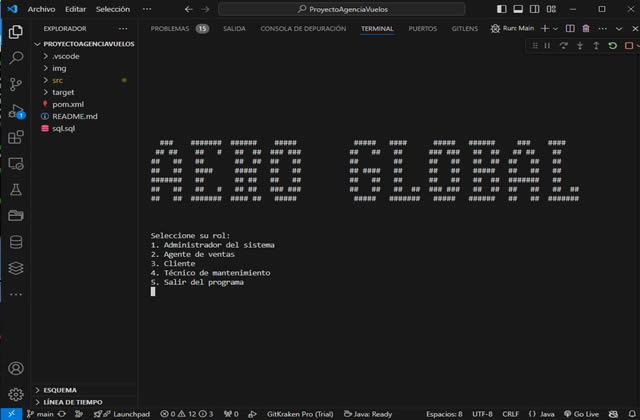 Archivo Editar Selección ··· ProyectoAgenciaVuelos
EXPLORADOR ···
PROBLEMAS 15 SALIDA CONSOLA DE DEPURACIÓN TERMINAL PUERTOS GITLENS Run: Main
PROYECTOAGENCIAVUELOS
.vscode
img
src
target
pom.xml
README.md
sql.sql
AERO GLOBAL
Seleccione su rol:
1. Administrador del sistema
2. Agente de ventas
3. Cliente
4. Técnico de mantenimiento
5. Salir del programa
1
ESQUEMA
LÍNEA DE TIEMPO
main Launchpad 0 12 3 0 GitKraken Pro (Trial) Java: Ready Espacios: 8 UTF-8 CRLF {} Java Go Live